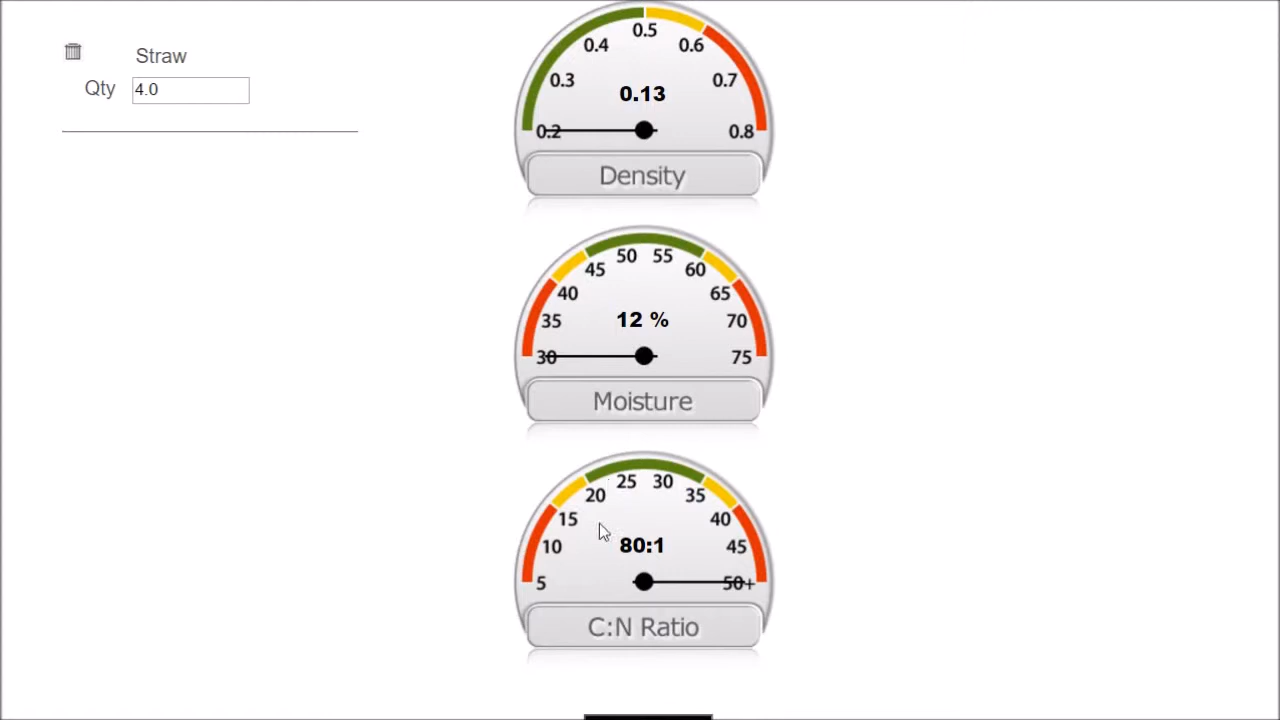 Straw
Qty 4.0
0.2 0.3 0.4 0.5 0.6 0.7 0.8
0.13
Density
30 35 40 45 50 55 60 65 70 75
12 %
Moisture
5 10 15 20 25 30 35 40 45 50+
80:1
C:N Ratio